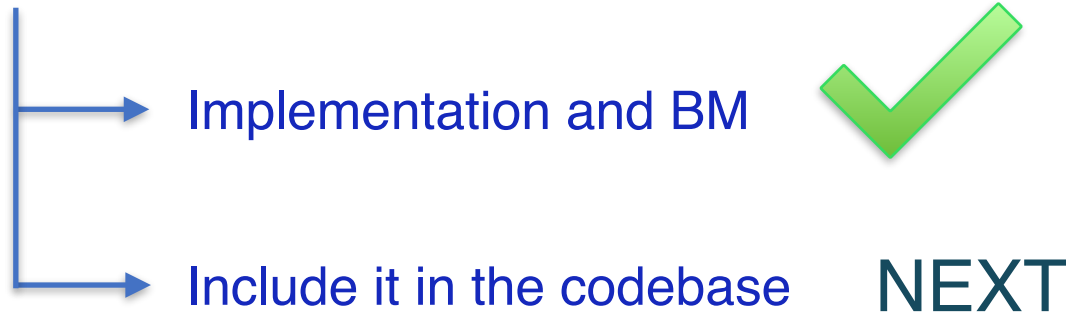 Implementation and BM
Include it in the codebase NEXT